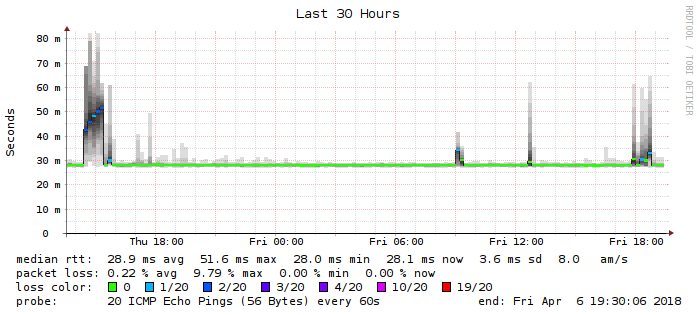 Last 30 Hours
RRDTOOL / TOBI OETIKER
Seconds
80 m
70 m
60 m
50 m
40 m
30 m
20 m
10 m
0
Thu 18:00 Fri 00:00 Fri 06:00 Fri 12:00 Fri 18:00
median rtt: 28.9 ms avg 51.6 ms max 28.0 ms min 28.1 ms now 3.6 ms sd 8.0 am/s
packet loss: 0.22 % avg 9.79 % max 0.00 % min 0.00 % now
loss color: 0 1/20 2/20 3/20 4/20 10/20 19/20
probe: 20 ICMP Echo Pings (56 Bytes) every 60s end: Fri Apr 6 19:30:06 2018